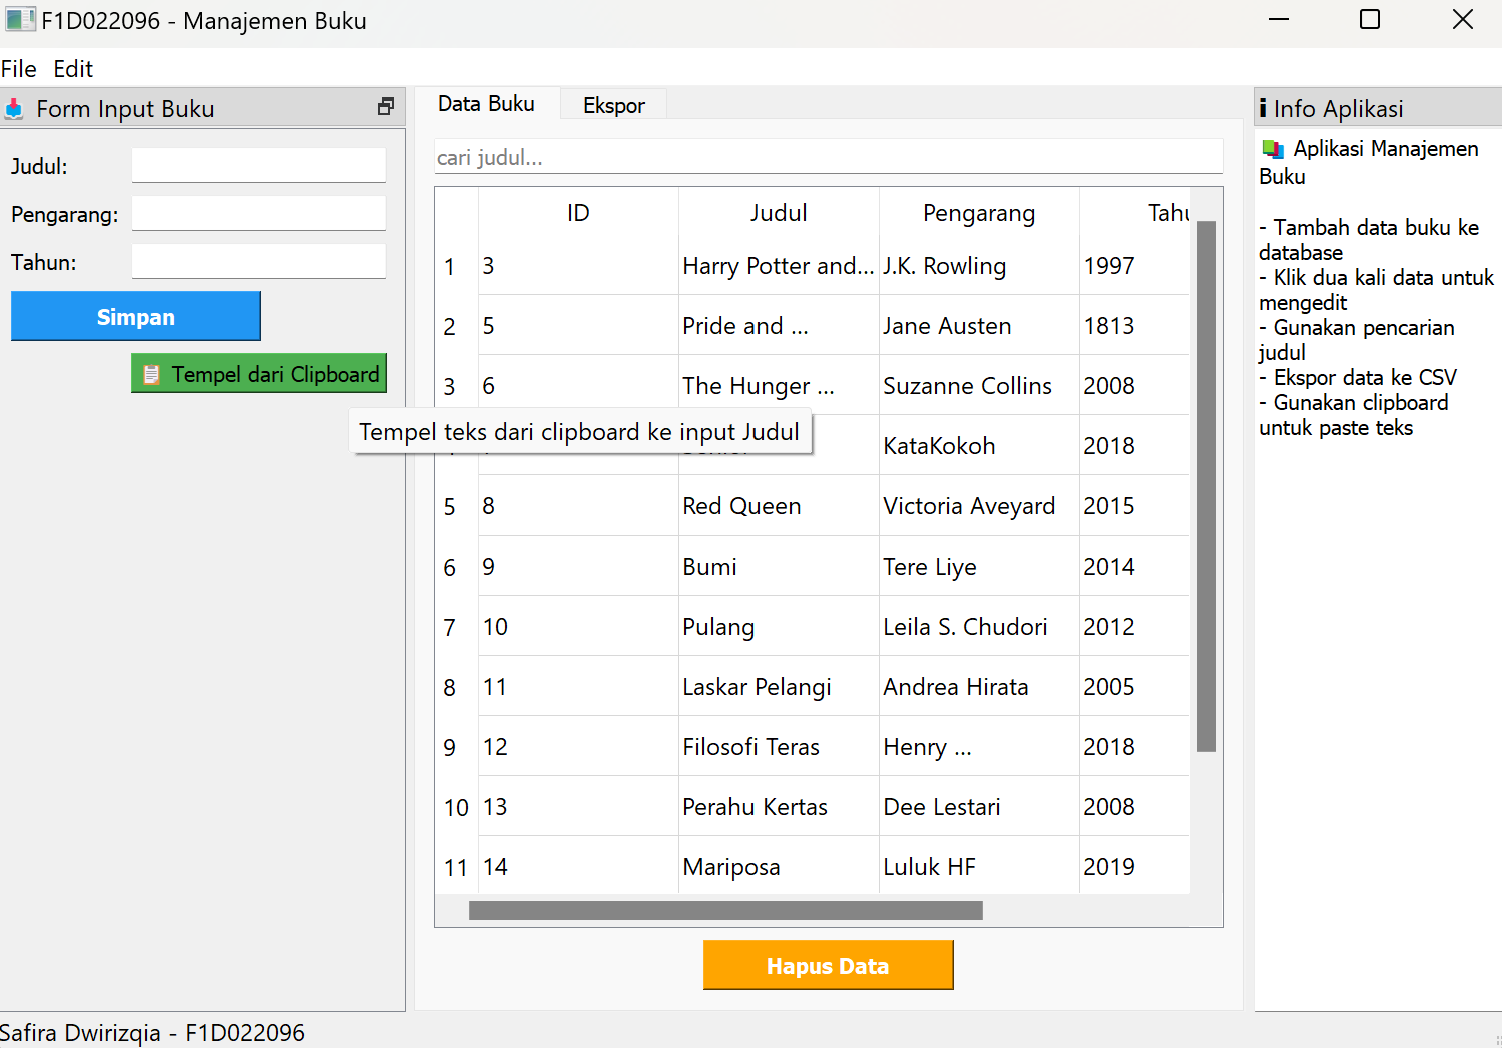 F1D022096 - Manajemen Buku
File Edit
Form Input Buku
Judul:
Pengarang:
Tahun:
Simpan
Tempel dari Clipboard
Tempel teks dari clipboard ke input Judul
Data Buku Ekspor
cari judul...
ID Judul Pengarang
1 3 Harry Potter and... J.K. Rowling 1997
2 5 Pride and ... Jane Austen 1813
3 6 The Hunger ... Suzanne Collins 2008
KataKokoh 2018
5 8 Red Queen Victoria Aveyard 2015
6 9 Bumi Tere Liye 2014
7 10 Pulang Leila S. Chudori 2012
8 11 Laskar Pelangi Andrea Hirata 2005
9 12 Filosofi Teras Henry ... 2018
10 13 Perahu Kertas Dee Lestari 2008
11 14 Mariposa Luluk HF 2019
Hapus Data
Info Aplikasi
Aplikasi Manajemen
Buku
- Tambah data buku ke
database
- Klik dua kali data untuk
mengedit
- Gunakan pencarian
judul
- Ekspor data ke CSV
- Gunakan clipboard
untuk paste teks
Safira Dwirizqia - F1D022096